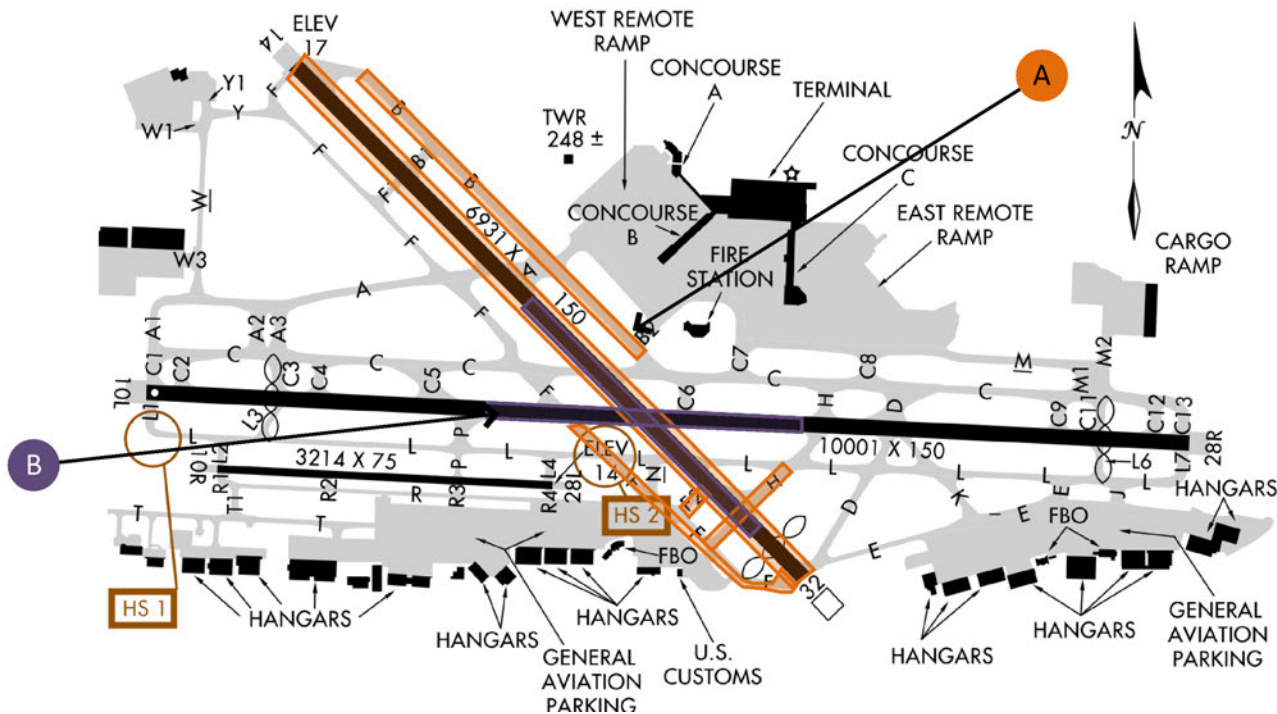 ELEV
17
14
WEST REMOTE
RAMP
CONCOURSE
A
TERMINAL
A
Y1
Y
W1
F
B
B1
B
TWR
248 ±
CONCOURSE
C
N
F
F
F
W
6931 X 150
A
CONCOURSE
B
EAST REMOTE
RAMP
FIRE
STATION
CARGO
RAMP
W3
F
A
F
B2
A1
A2
A3
C7
C8
M
M2
C1
C2
C
C3
C4
C
C5
C
F
C6
C
H
D
C
M1
C9
C11
C12
C13
10L
L1
L3
10001 X 150
28R
B
L
10R
L2
L
P
L
ELEV
14
L
L
L
L
L6
L
L7
R1
3214 X 75
R2
R
R3
P
R4
L4
28L
N
F
F2
H
D
K
E
J
HANGARS
T
T1
T
HS 2
F
E
E
FBO
F
32
FBO
HS 1
HANGARS
HANGARS
HANGARS
GENERAL
AVIATION
PARKING
U.S.
CUSTOMS
HANGARS
HANGARS
GENERAL
AVIATION
PARKING